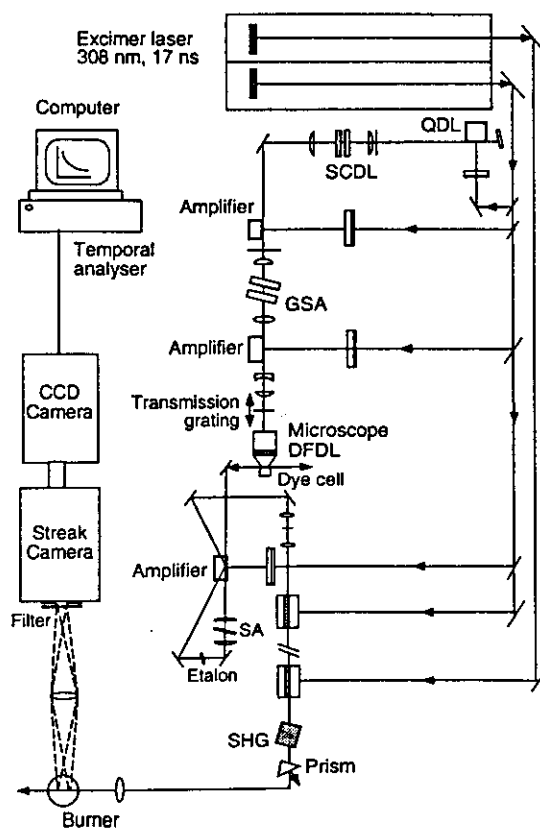 Excimer laser
308 nm, 17 ns
Computer
QDL
SCDL
Amplifier
Temporal
analyser
GSA
Amplifier
CCD
Camera
Transmission
grating
Microscope
DFDL
Dye cell
Streak
Camera
Amplifier
Filter
SA
Etalon
SHG
Prism
Burner